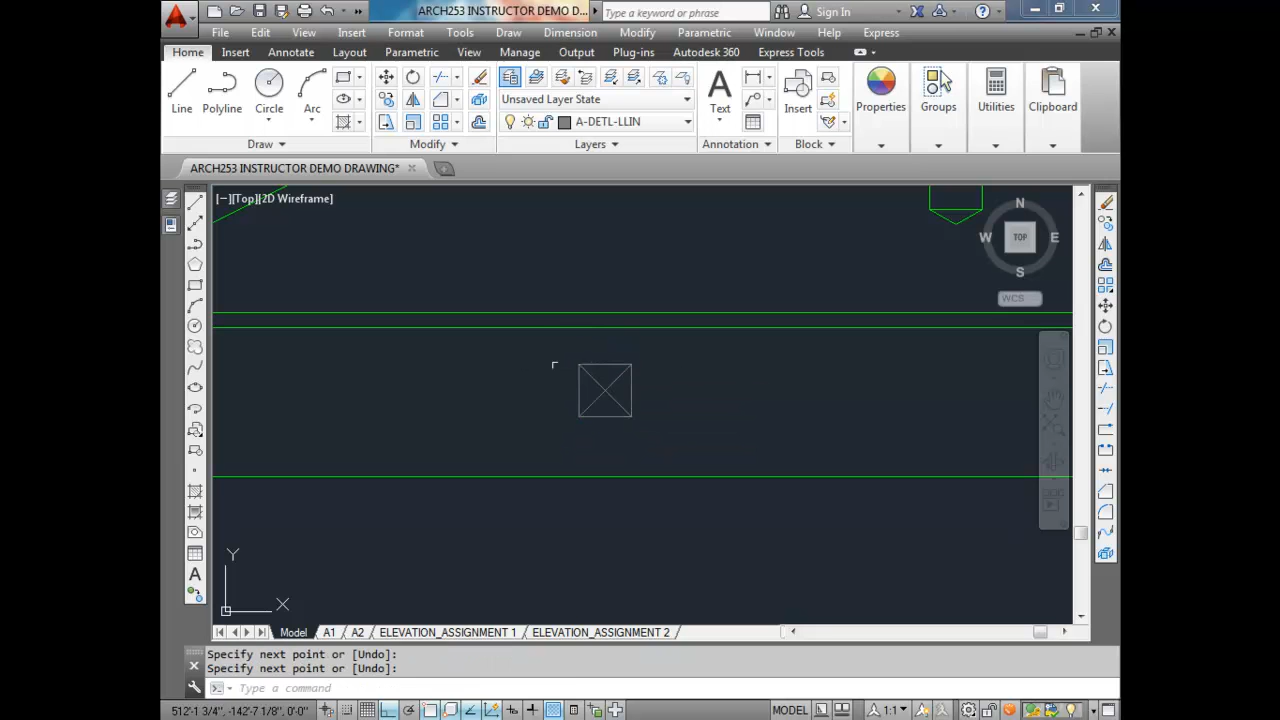 ARCH253 INSTRUCTOR DEMO D...
Type a keyword or phrase
Sign In
File Edit View Insert Format Tools Draw Dimension Modify Parametric Window Help Express
Home Insert Annotate Layout Parametric View Manage Output Plug-ins Autodesk 360 Express Tools
Line Polyline Circle Arc
Unsaved Layer State
A-DETL-LLIN
Text Insert Properties Groups Utilities Clipboard
Draw Modify Layers Annotation Block
ARCH253 INSTRUCTOR DEMO DRAWING*
[−][Top][2D Wireframe]
N
W TOP E
S
WCS
Y
X
Model A1 A2 ELEVATION_ASSIGNMENT 1 ELEVATION_ASSIGNMENT 2
Specify next point or [Undo]:
Specify next point or [Undo]:
Type a command
512'-1 3/4", -142'-7 1/8", 0'-0" MODEL 1:1